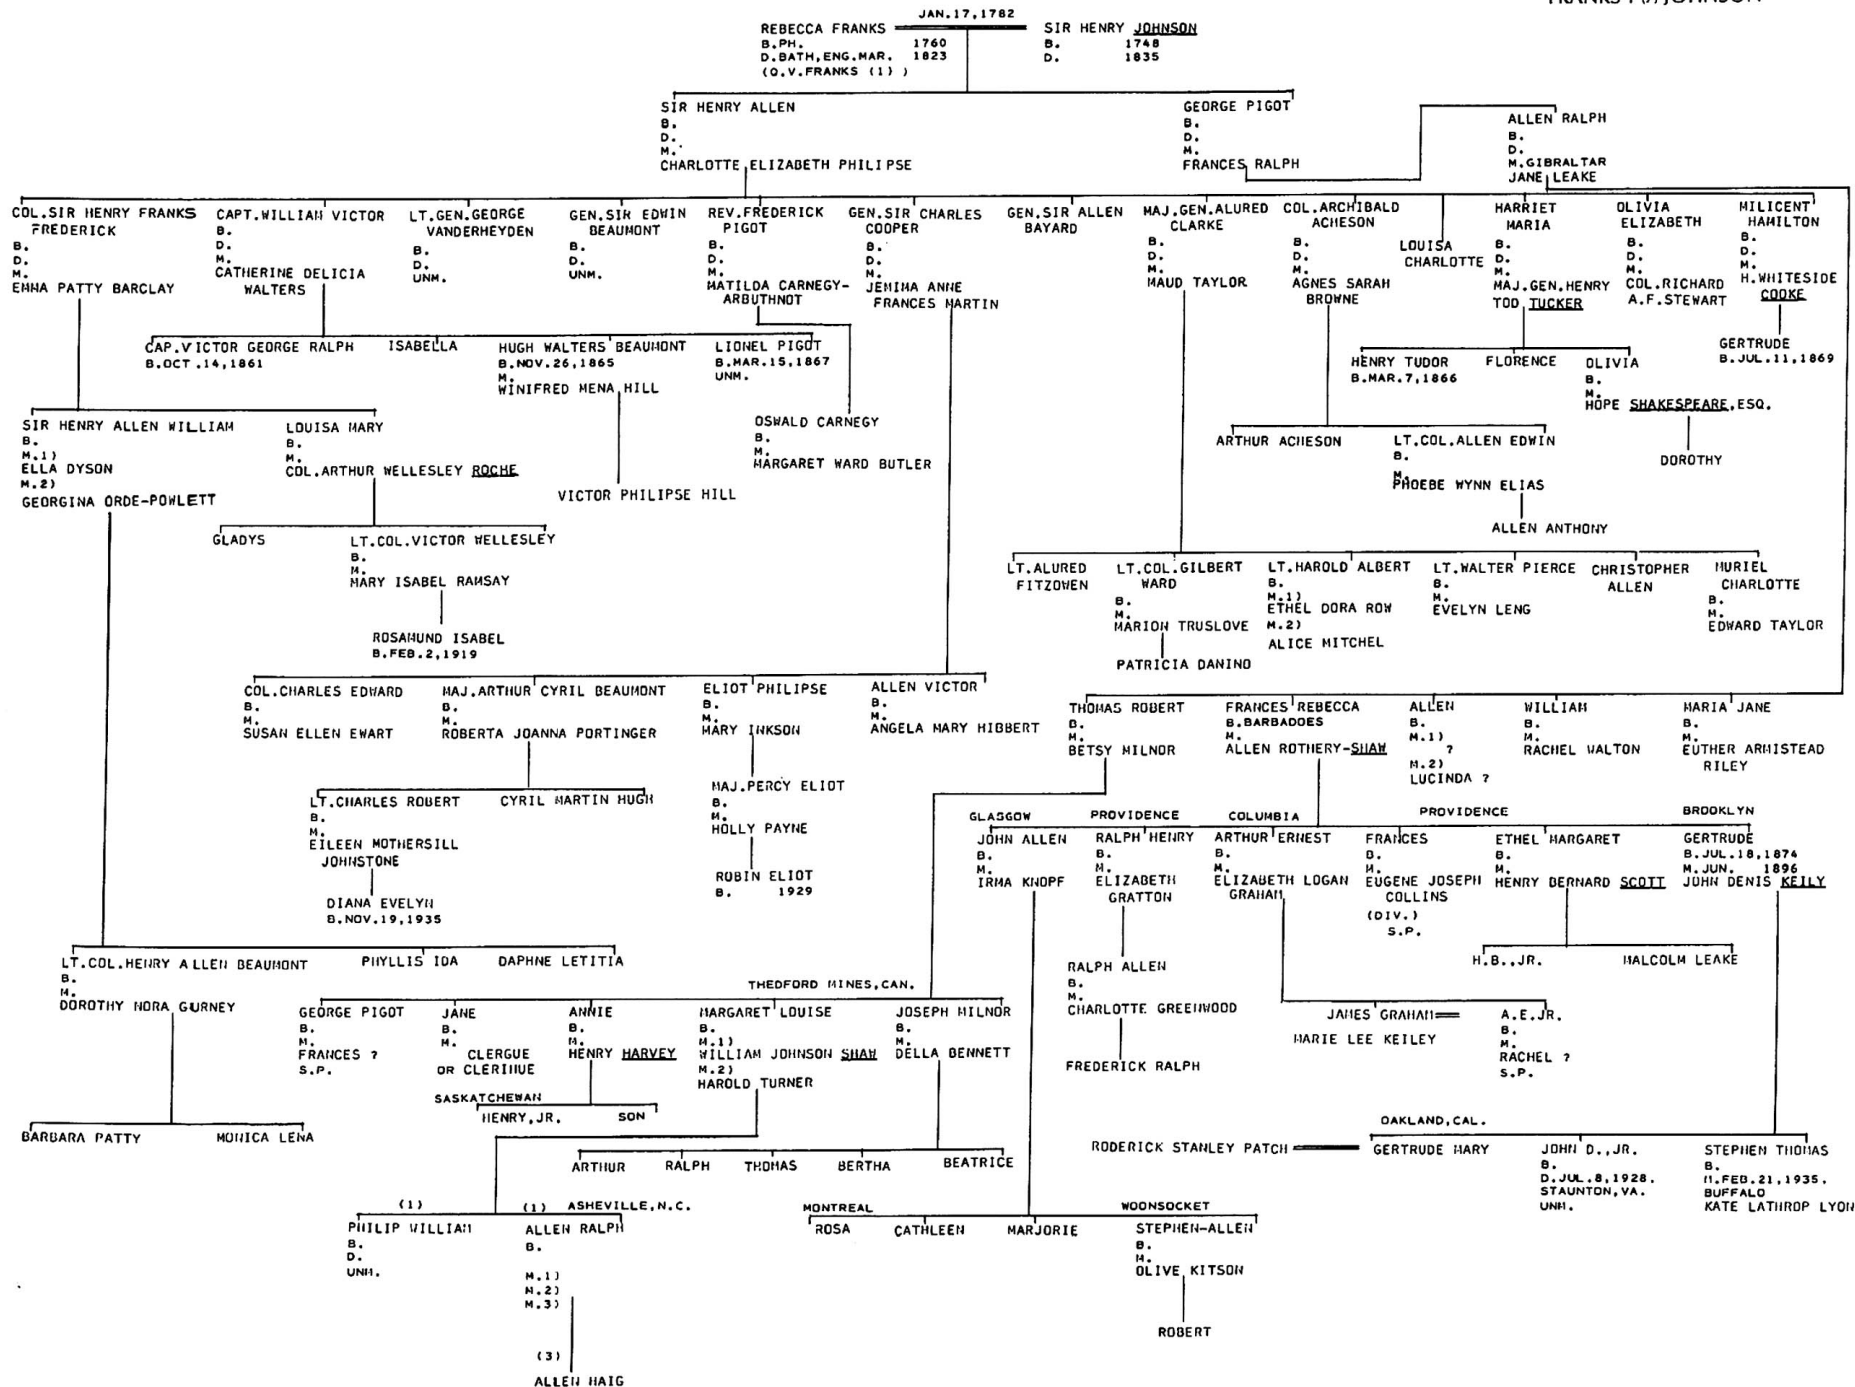 FRANKS 1 (7) JOHNSON
JAN.17,1782
REBECCA FRANKS
B.PH. 1760
D.BATH,ENG.MAR. 1823
(Q.V.FRANKS (1) )
SIR HENRY JOHNSON
B. 1748
D. 1835
SIR HENRY ALLEN
B.
D.
M.
CHARLOTTE ELIZABETH PHILIPSE
GEORGE PIGOT
B.
D.
M.
FRANCES RALPH
ALLEN RALPH
B.
D.
M.GIBRALTAR
JANE LEAKE
COL.SIR HENRY FRANKS
FREDERICK
B.
D.
M.
EMMA PATTY BARCLAY
CAPT.WILLIAM VICTOR
B.
D.
M.
CATHERINE DELICIA
WALTERS
LT.GEN.GEORGE
VANDERHEYDEN
B.
D.
UNM.
GEN.SIR EDWIN
BEAUMONT
B.
D.
UNM.
REV.FREDERICK
PIGOT
B.
D.
M.
MATILDA CARNEGY-
ARBUTHNOT
GEN.SIR CHARLES
COOPER
B.
D.
M.
JEMIMA ANNE
FRANCES MARTIN
GEN.SIR ALLEN
BAYARD
MAJ.GEN.ALURED
CLARKE
B.
D.
M.
MAUD TAYLOR
COL.ARCHIBALD
ACHESON
B.
D.
M.
AGNES SARAH
BROWNE
LOUISA
CHARLOTTE
HARRIET
MARIA
B.
D.
M.
MAJ.GEN.HENRY
TOD TUCKER
OLIVIA
ELIZABETH
B.
D.
M.
COL.RICHARD
A.F.STEWART
MILICENT
HAMILTON
B.
D.
M.
H.WHITESIDE
COOKE
CAP.VICTOR GEORGE RALPH
B.OCT.14,1861
ISABELLA
HUGH WALTERS BEAUMONT
B.NOV.26,1865
M.
WINIFRED MENA HILL
LIONEL PIGOT
B.MAR.15,1867
UNM.
HENRY TUDOR
B.MAR.7,1866
FLORENCE
OLIVIA
B.
M.
HOPE SHAKESPEARE,ESQ.
GERTRUDE
B.JUL.11,1869
SIR HENRY ALLEN WILLIAM
B.
M.1)
ELLA DYSON
M.2)
GEORGINA ORDE-POWLETT
LOUISA MARY
B.
M.
COL.ARTHUR WELLESLEY ROCHE
VICTOR PHILIPSE HILL
OSWALD CARNEGY
B.
M.
MARGARET WARD BUTLER
ARTHUR ACHESON
LT.COL.ALLEN EDWIN
B.
M.
PHOEBE WYNN ELIAS
DOROTHY
ALLEN ANTHONY
GLADYS
LT.COL.VICTOR WELLESLEY
B.
M.
MARY ISABEL RAMSAY
ROSAMUND ISABEL
B.FEB.2,1919
LT.ALURED
FITZOWEN
LT.COL.GILBERT
WARD
B.
M.
MARION TRUSLOVE
PATRICIA DANINO
LT.HAROLD ALBERT
B.
M.1)
ETHEL DORA ROW
M.2)
ALICE MITCHEL
LT.WALTER PIERCE
B.
M.
EVELYN LENG
CHRISTOPHER
ALLEN
MURIEL
CHARLOTTE
B.
M.
EDWARD TAYLOR
COL.CHARLES EDWARD
B.
M.
SUSAN ELLEN EWART
MAJ.ARTHUR CYRIL BEAUMONT
B.
M.
ROBERTA JOANNA PORTINGER
ELIOT PHILIPSE
B.
M.
MARY INKSON
ALLEN VICTOR
B.
M.
ANGELA MARY HIBBERT
THOMAS ROBERT
B.
M.
BETSY MILNOR
FRANCES REBECCA
B.BARBADOES
M.
ALLEN ROTHERY-SHAW
ALLEN
B.
M.1)
?
M.2)
LUCINDA ?
WILLIAM
B.
M.
RACHEL WALTON
MARIA JANE
B.
M.
EUTHER ARMISTEAD
RILEY
LT.CHARLES ROBERT
B.
M.
EILEEN MOTHERSILL
JOHNSTONE
CYRIL MARTIN HUGH
MAJ.PERCY ELIOT
B.
M.
HOLLY PAYNE
ROBIN ELIOT
B. 1929
DIANA EVELYN
B.NOV.19,1935
GLASGOW
JOHN ALLEN
B.
M.
IRMA KNOPF
PROVIDENCE
RALPH HENRY
B.
M.
ELIZABETH
GRATTON
COLUMBIA
ARTHUR ERNEST
B.
M.
ELIZABETH LOGAN
GRAHAM
PROVIDENCE
FRANCES
B.
M.
EUGENE JOSEPH
COLLINS
(DIV.)
S.P.
ETHEL MARGARET
B.
M.
HENRY BERNARD SCOTT
BROOKLYN
GERTRUDE
B.JUL.18,1874
M.JUN. 1896
JOHN DENIS KEILY
LT.COL.HENRY ALLEN BEAUMONT
B.
M.
DOROTHY NORA GURNEY
PHYLLIS IDA
DAPHNE LETITIA
RALPH ALLEN
B.
M.
CHARLOTTE GREENWOOD
H.B.,JR.
MALCOLM LEAKE
THEDFORD MINES,CAN.
GEORGE PIGOT
B.
M.
FRANCES ?
S.P.
JANE
B.
M.
CLERGUE
OR CLERIHUE
ANNIE
B.
M.
HENRY HARVEY
MARGARET LOUISE
B.
M.1)
WILLIAM JOHNSON SHAW
M.2)
HAROLD TURNER
JOSEPH MILNOR
B.
M.
DELLA BENNETT
JAMES GRAHAM
MARIE LEE KEILEY
A.E.JR.
B.
M.
RACHEL ?
S.P.
FREDERICK RALPH
BARBARA PATTY
MONICA LENA
SASKATCHEWAN
HENRY,JR.
SON
ARTHUR
RALPH
THOMAS
BERTHA
BEATRICE
OAKLAND,CAL.
RODERICK STANLEY PATCH
GERTRUDE MARY
JOHN D.,JR.
B.
D.JUL.8,1928.
STAUNTON,VA.
UNM.
STEPHEN THOMAS
B.
M.FEB.21,1935.
BUFFALO
KATE LATHROP LYON
(1)
PHILIP WILLIAM
B.
D.
UNM.
(1) ASHEVILLE,N.C.
ALLEN RALPH
B.
M.1)
M.2)
M.3)
(3)
ALLEN HAIG
MONTREAL
ROSA
CATHLEEN
MARJORIE
WOONSOCKET
STEPHEN-ALLEN
B.
M.
OLIVE KITSON
ROBERT